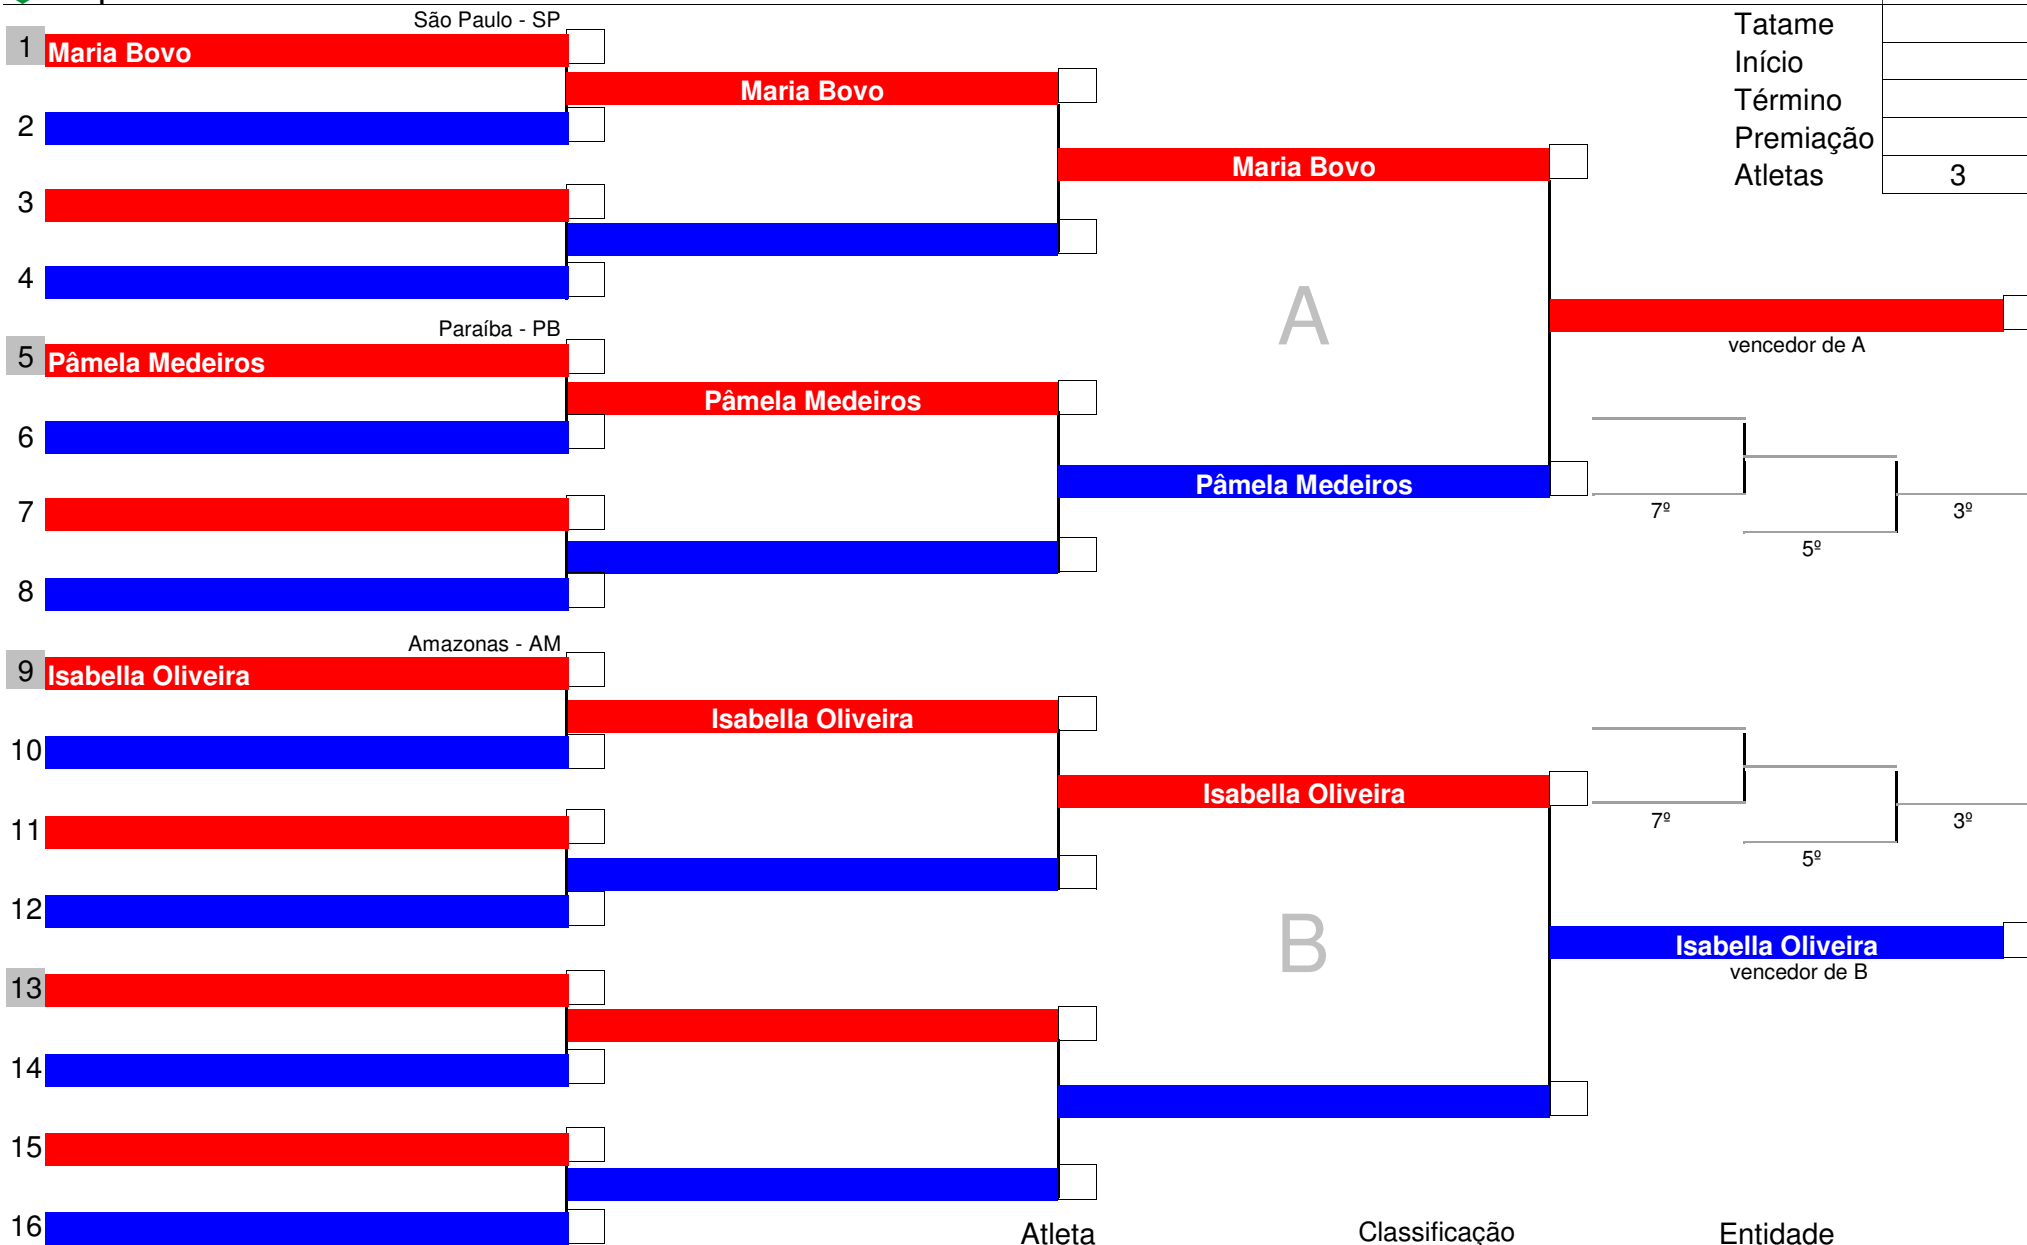 São Paulo - SP
1 Maria Bovo
Maria Bovo
2
Maria Bovo
3
4
Tatame
Início
Término
Premiação
Atletas 3
A
vencedor de A
Paraíba - PB
5 Pâmela Medeiros
Pâmela Medeiros
6
Pâmela Medeiros
7
8
7º
3º
5º
Amazonas - AM
9 Isabella Oliveira
Isabella Oliveira
10
Isabella Oliveira
11
12
7º
3º
5º
B
Isabella Oliveira
vencedor de B
13
14
15
16
Atleta Classificação Entidade